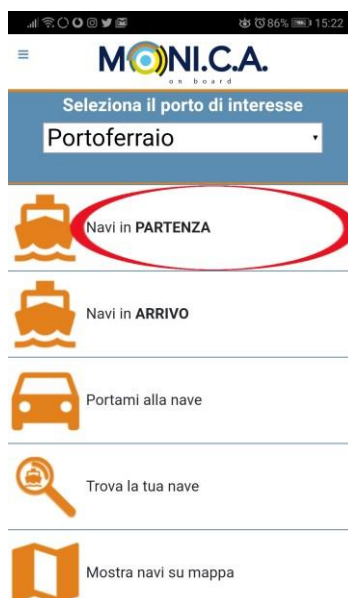 86% 15:22
MONI.C.A.
on board
Seleziona il porto di interesse
Portoferraio
Navi in PARTENZA
Navi in ARRIVO
Portami alla nave
Trova la tua nave
Mostra navi su mappa